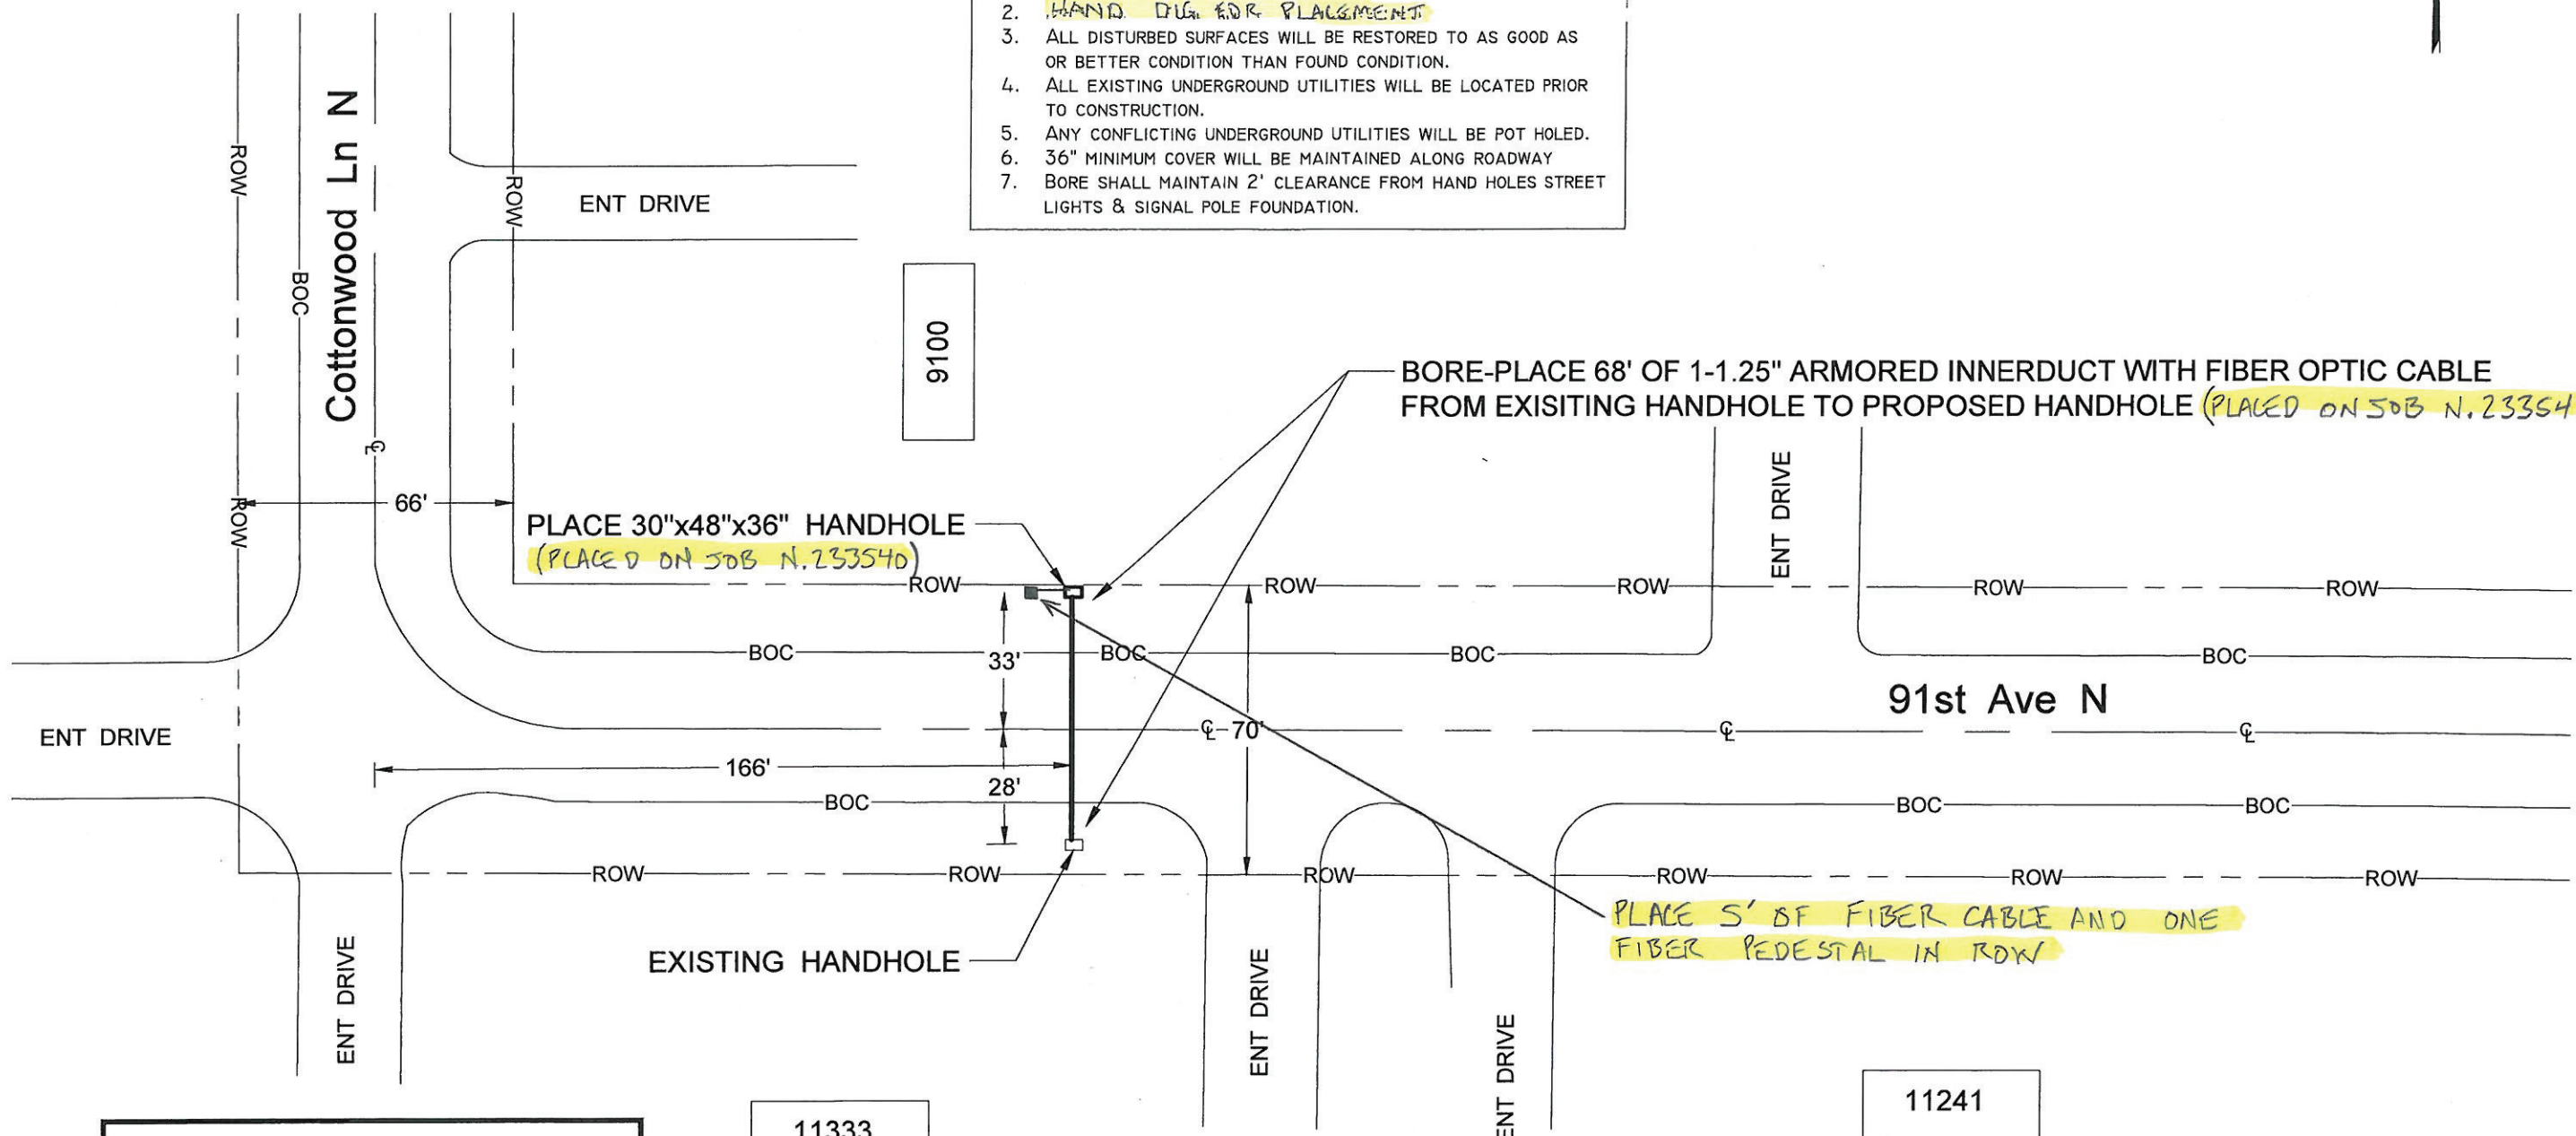 2. HAND DIG FOR PLACEMENT
3. ALL DISTURBED SURFACES WILL BE RESTORED TO AS GOOD AS
OR BETTER CONDITION THAN FOUND CONDITION.
4. ALL EXISTING UNDERGROUND UTILITIES WILL BE LOCATED PRIOR
TO CONSTRUCTION.
5. ANY CONFLICTING UNDERGROUND UTILITIES WILL BE POT HOLED.
6. 36" MINIMUM COVER WILL BE MAINTAINED ALONG ROADWAY
7. BORE SHALL MAINTAIN 2' CLEARANCE FROM HAND HOLES STREET
LIGHTS & SIGNAL POLE FOUNDATION.
Cottonwood Ln N
ROW
ROW
BOC
ENT DRIVE
9100
BORE-PLACE 68' OF 1-1.25" ARMORED INNERDUCT WITH FIBER OPTIC CABLE
FROM EXISITING HANDHOLE TO PROPOSED HANDHOLE (PLACED ON JOB N.23354
℄
ROW
66'
PLACE 30"x48"x36" HANDHOLE
(PLACED ON JOB N.233540)
ENT DRIVE
ROW
ROW
ROW
ROW
ROW
BOC
33'
BOC
BOC
BOC
91st Ave N
ENT DRIVE
℄
70'
℄
℄
166'
28'
BOC
BOC
BOC
ROW
ROW
ROW
ROW
ROW
ROW
PLACE 5' OF FIBER CABLE AND ONE
FIBER PEDESTAL IN ROW
EXISTING HANDHOLE
ENT DRIVE
ENT DRIVE
ENT DRIVE
11333
11241